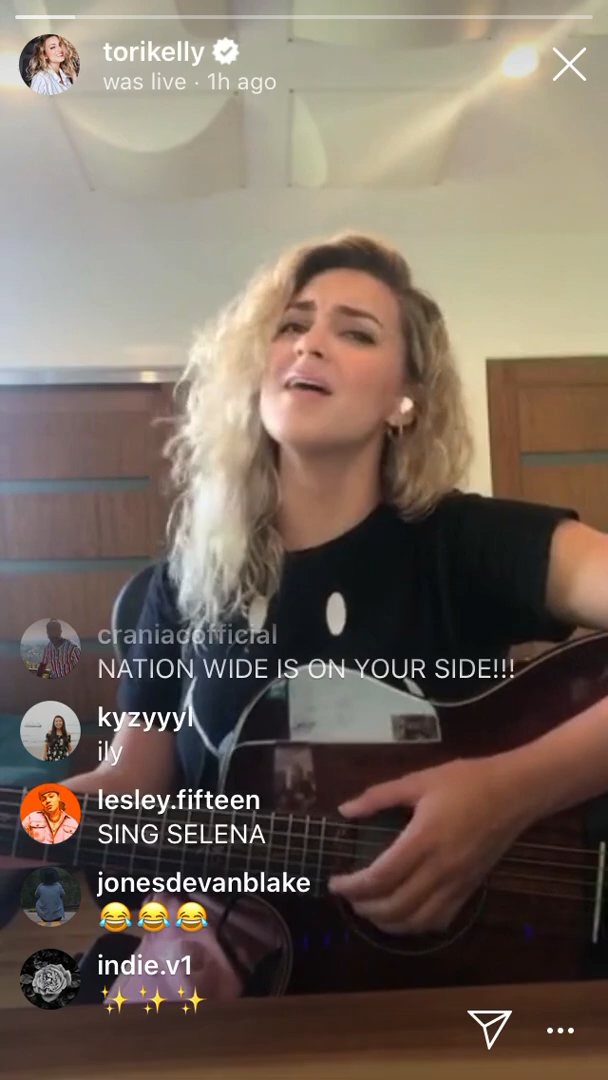 torikelly
was live · 1h ago
craniacofficial
NATION WIDE IS ON YOUR SIDE!!!
kyzyyyl
ily
lesley.fifteen
SING SELENA
jonesdevanblake
😂😂😂
indie.v1
✨✨✨